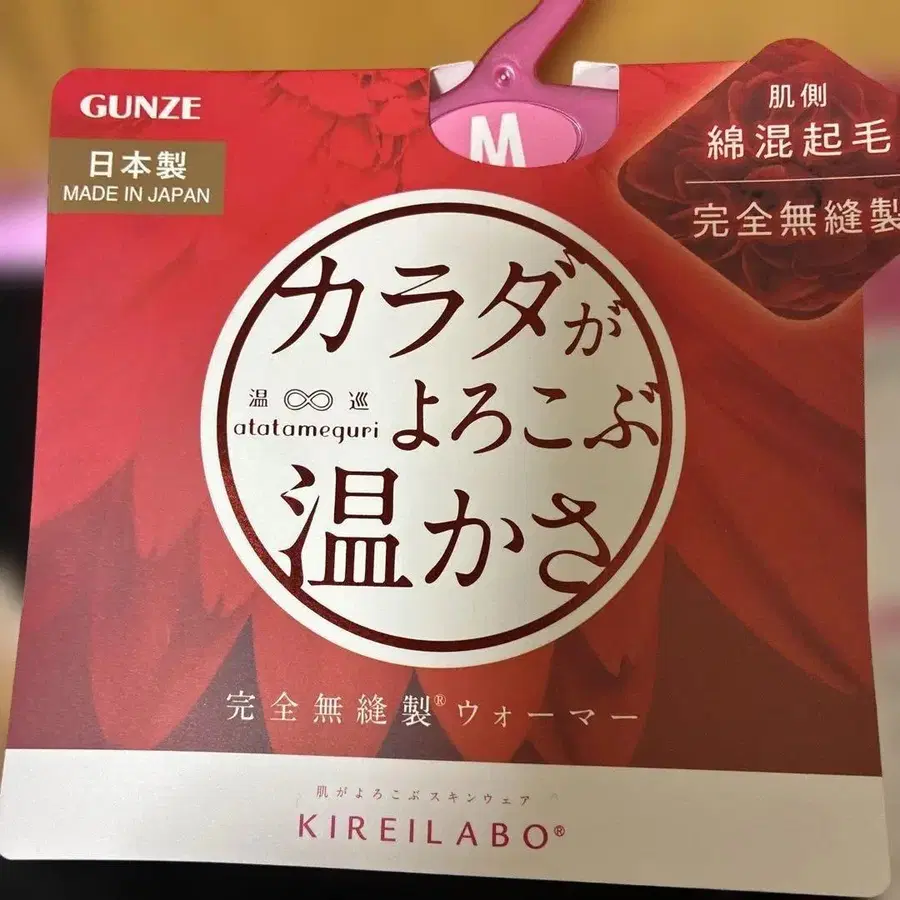 GUNZE
日本製
MADE IN JAPAN
M
肌側
綿混起毛
完全無縫製
カラダが
温巡
atatameguri
よろこぶ
温かさ
完全無縫製®ウォーマー
肌がよろこぶスキンウェア
KIREILABO®